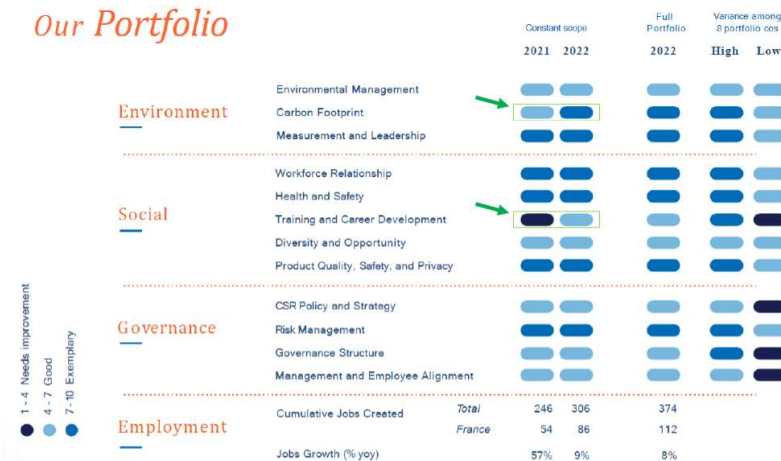 Our Portfolio
Constant scope
Full Portfolio
Variance among 8 portfolio cos
2021 2022
2022
High Low
Environment
Environmental Management
Carbon Footprint
Measurement and Leadership
Social
Workforce Relationship
Health and Safety
Training and Career Development
Diversity and Opportunity
Product Quality, Safety, and Privacy
Governance
CSR Policy and Strategy
Risk Management
Governance Structure
Management and Employee Alignment
1 - 4 Needs improvement
4 - 7 Good
7 - 10 Exemplary
Employment
Cumulative Jobs Created Total 246 306 374
France 54 86 112
Jobs Growth (% yoy) 57% 9% 8%